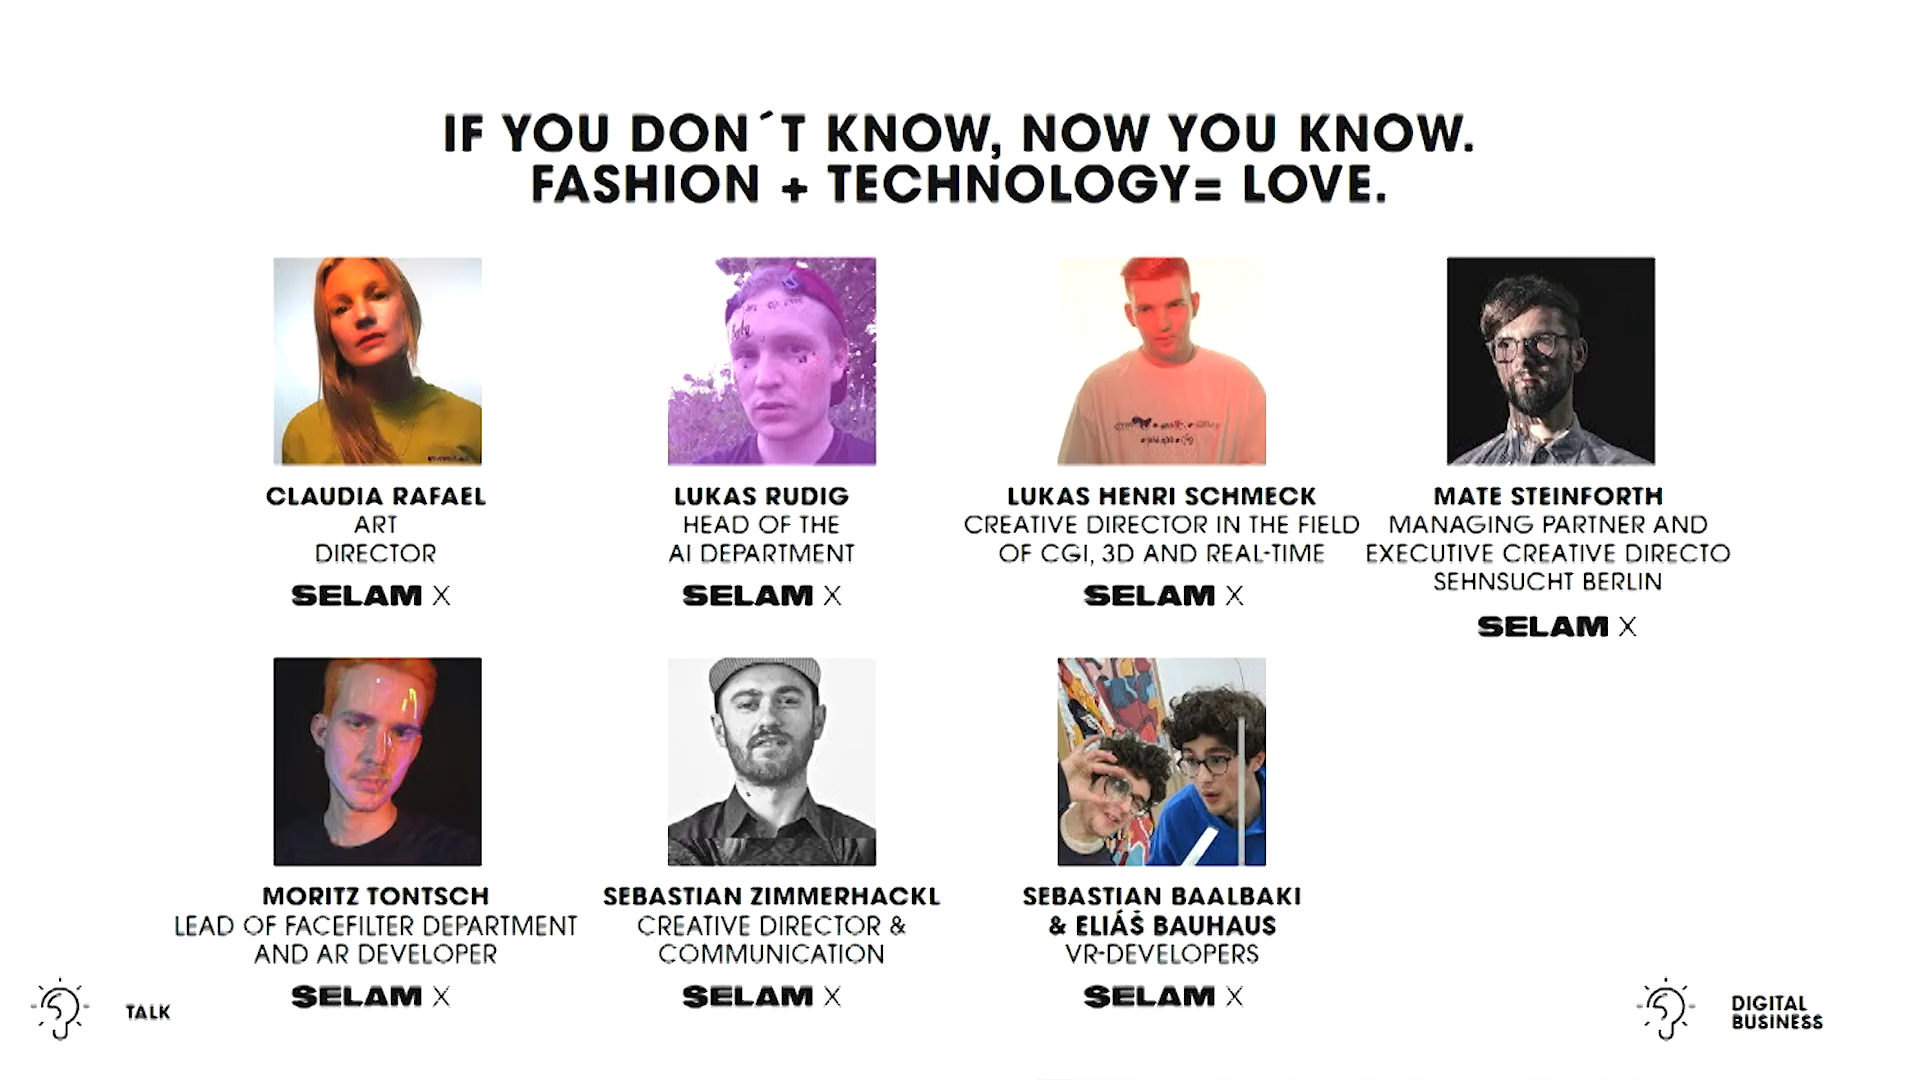 IF YOU DON´T KNOW, NOW YOU KNOW.
FASHION + TECHNOLOGY= LOVE.
CLAUDIA RAFAEL
ART
DIRECTOR
SELAM X
LUKAS RUDIG
HEAD OF THE
AI DEPARTMENT
SELAM X
LUKAS HENRI SCHMECK
CREATIVE DIRECTOR IN THE FIELD
OF CGI, 3D AND REAL-TIME
SELAM X
MATE STEINFORTH
MANAGING PARTNER AND
EXECUTIVE CREATIVE DIRECTO
SEHNSUCHT BERLIN
SELAM X
MORITZ TONTSCH
LEAD OF FACEFILTER DEPARTMENT
AND AR DEVELOPER
SELAM X
SEBASTIAN ZIMMERHACKL
CREATIVE DIRECTOR &
COMMUNICATION
SELAM X
SEBASTIAN BAALBAKI
& ELIÁŠ BAUHAUS
VR-DEVELOPERS
SELAM X
TALK
DIGITAL
BUSINESS